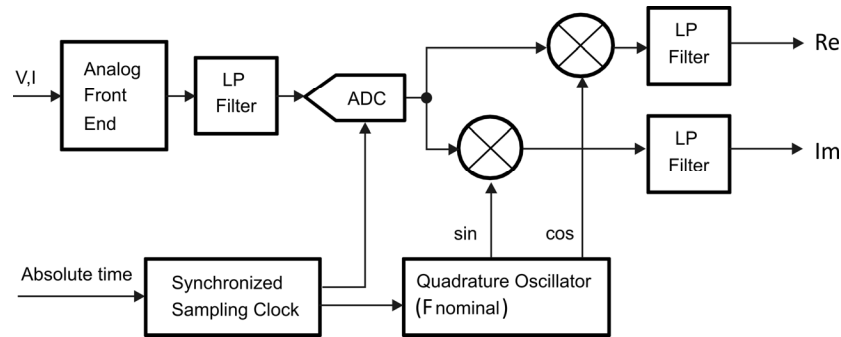 V,I
Analog
Front
End
LP
Filter
ADC
LP
Filter
Re
LP
Filter
Im
sin
cos
Absolute time
Synchronized
Sampling Clock
Quadrature Oscillator
(Fnominal)